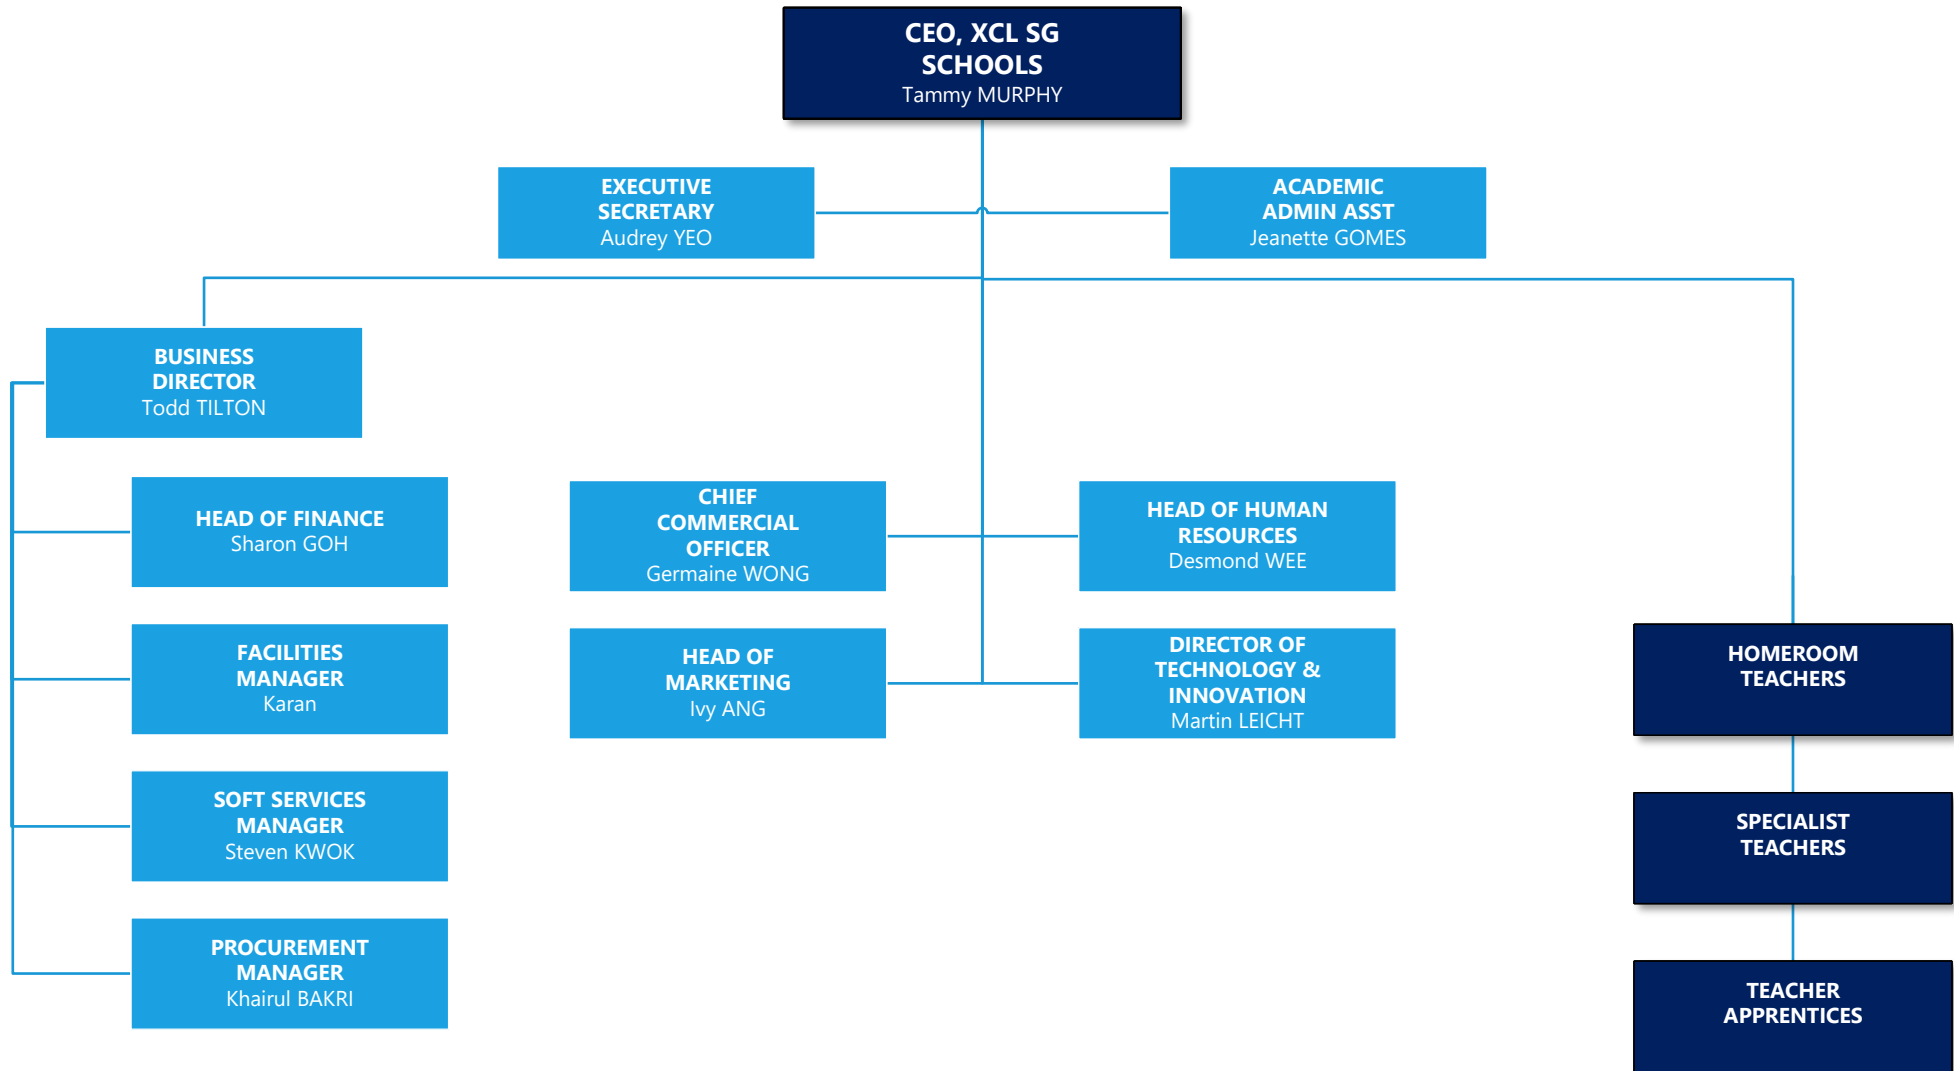 CEO, XCL SG
SCHOOLS
Tammy MURPHY
EXECUTIVE
SECRETARY
Audrey YEO
ACADEMIC
ADMIN ASST
Jeanette GOMES
BUSINESS
DIRECTOR
Todd TILTON
HEAD OF FINANCE
Sharon GOH
CHIEF
COMMERCIAL
OFFICER
Germaine WONG
HEAD OF HUMAN
RESOURCES
Desmond WEE
FACILITIES
MANAGER
Karan
HEAD OF
MARKETING
Ivy ANG
DIRECTOR OF
TECHNOLOGY &
INNOVATION
Martin LEICHT
HOMEROOM
TEACHERS
SOFT SERVICES
MANAGER
Steven KWOK
SPECIALIST
TEACHERS
PROCUREMENT
MANAGER
Khairul BAKRI
TEACHER
APPRENTICES